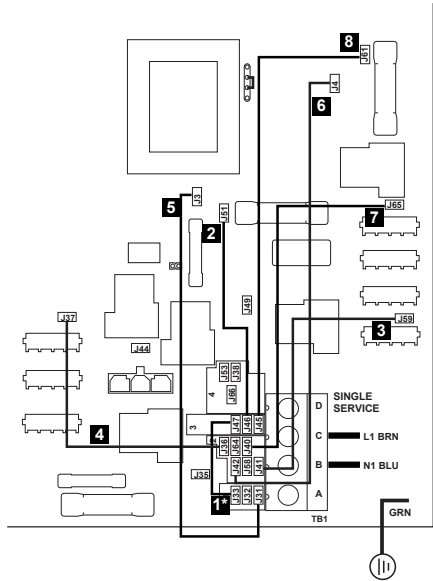 8
J61
6
J4
5
J3
2
J51
J65
7
J49
J37
J59
3
J44
J53
J38
J66
4
SINGLE
SERVICE
D
3
J47
J46
J45
C
L1 BRN
4
J36
J64
J40
J42
J58
J41
B
N1 BLU
J35
1*
J33
J32
J31
A
TB1
GRN